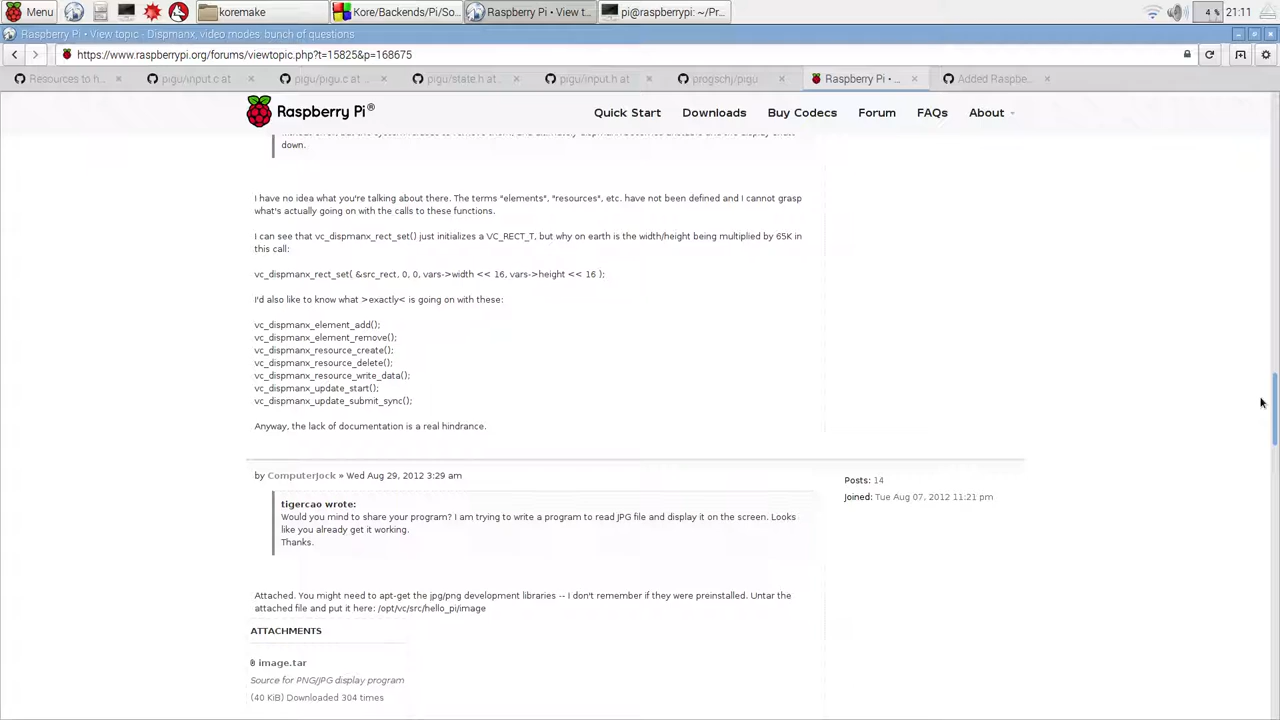 Menu
koremake
Kore/Backends/Pi/So...
Raspberry Pi • View t...
pi@raspberrypi: ~/Pr...
4 %
21:11
Raspberry Pi • View topic - Dispmanx, video modes: bunch of questions
https://www.raspberrypi.org/forums/viewtopic.php?t=15825&p=168675
Resources to h...
pigu/input.c at
pigu/pigu.c at
pigu/state.h at
pigu/input.h at
progschj/pigu
Raspberry Pi • ...
Added Raspbe...
Raspberry Pi®
Quick Start
Downloads
Buy Codecs
Forum
FAQs
About
down.
I have no idea what you're talking about there. The terms "elements", "resources", etc. have not been defined and I cannot grasp
what's actually going on with the calls to these functions.
I can see that vc_dispmanx_rect_set() just initializes a VC_RECT_T, but why on earth is the width/height being multiplied by 65K in
this call:
vc_dispmanx_rect_set( &src_rect, 0, 0, vars->width << 16, vars->height << 16 );
I'd also like to know what >exactly< is going on with these:
vc_dispmanx_element_add();
vc_dispmanx_element_remove();
vc_dispmanx_resource_create();
vc_dispmanx_resource_delete();
vc_dispmanx_resource_write_data();
vc_dispmanx_update_start();
vc_dispmanx_update_submit_sync();
Anyway, the lack of documentation is a real hindrance.
by ComputerJock » Wed Aug 29, 2012 3:29 am
Posts: 14
Joined: Tue Aug 07, 2012 11:21 pm
tigercao wrote:
Would you mind to share your program? I am trying to write a program to read JPG file and display it on the screen. Looks
like you already get it working.
Thanks.
Attached. You might need to apt-get the jpg/png development libraries -- I don't remember if they were preinstalled. Untar the
attached file and put it here: /opt/vc/src/hello_pi/image
ATTACHMENTS
image.tar
Source for PNG/JPG display program
(40 KiB) Downloaded 304 times